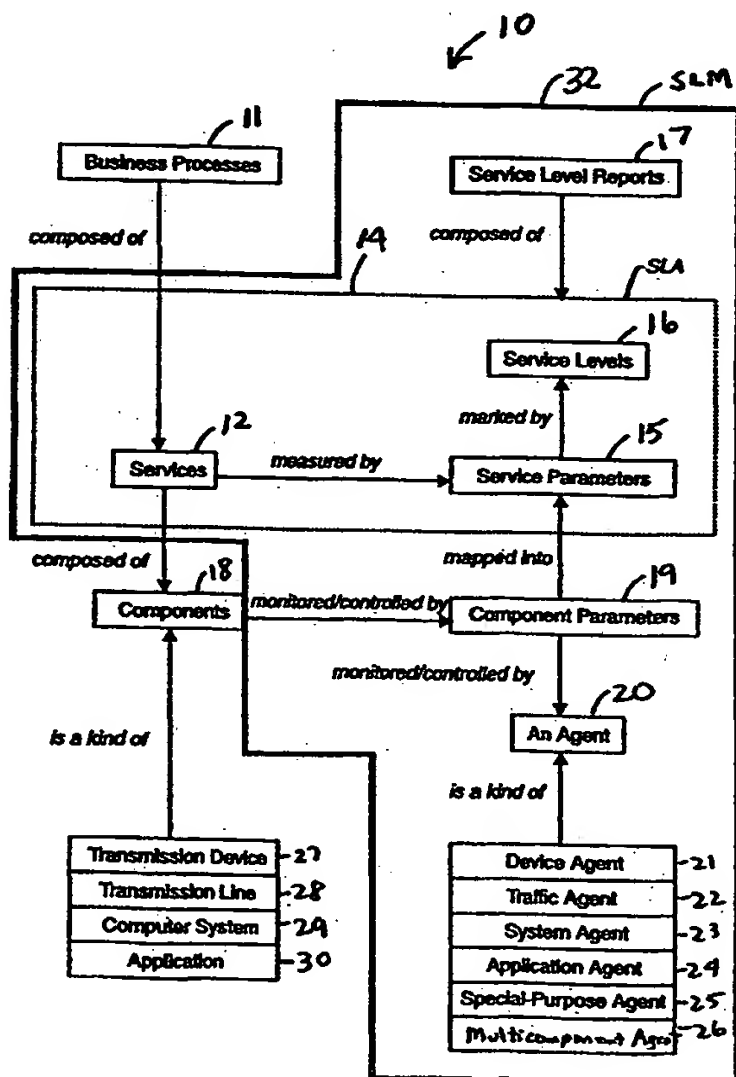 10
32
SLM
11
17
Business Processes
Service Level Reports
composed of
14
composed of
SLA
16
Service Levels
12
marked by
15
Services
measured by
Service Parameters
composed of
18
mapped into
19
Components
monitored/controlled by
Component Parameters
monitored/controlled by
20
An Agent
is a kind of
is a kind of
Transmission Device
27
Device Agent
21
Transmission Line
28
Traffic Agent
22
Computer System
29
System Agent
23
Application
30
Application Agent
24
Special-Purpose Agent
25
Multicomponent
26